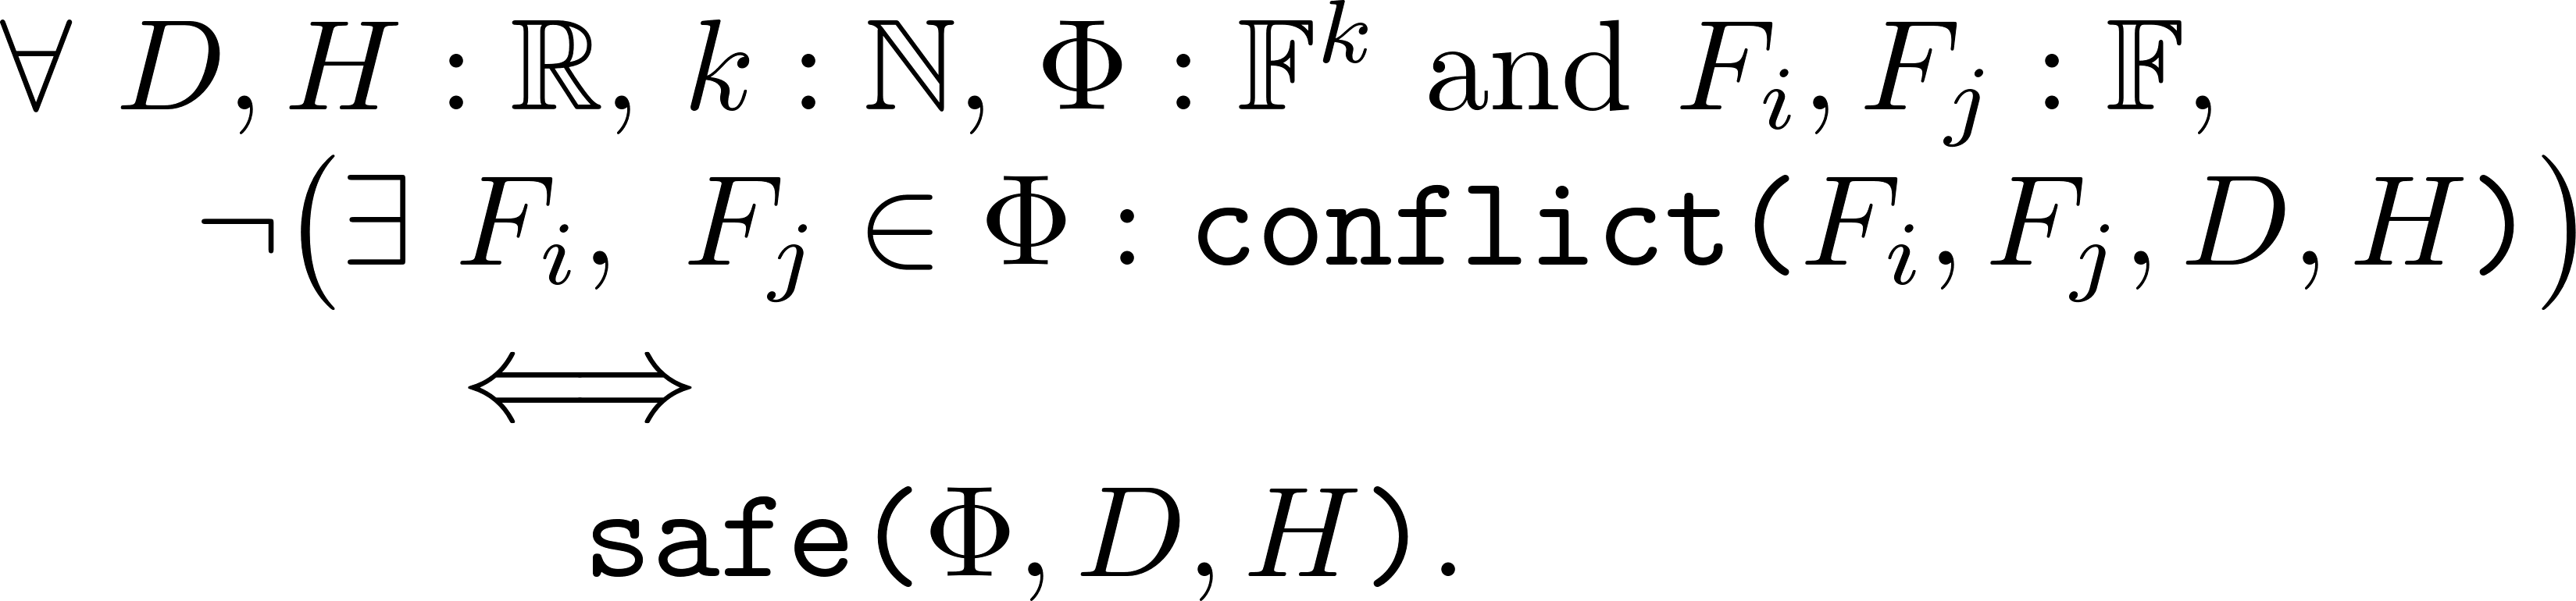 ∀ D, H : ℝ, k : ℕ, Φ : 𝔽^k and F_i, F_j : 𝔽,
¬(∃ F_i, F_j ∈ Φ : conflict(F_i, F_j, D, H))
⟺
safe(Φ, D, H).